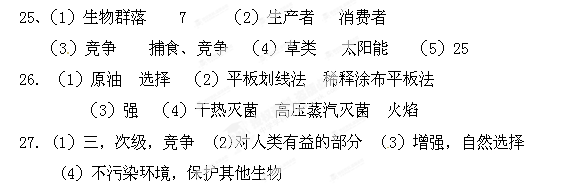 25、（1）生物群落　7　（2）生产者　消费者
（3）竞争　捕食、竞争　（4）草类　太阳能　（5）25
26.（1）原油　选择　（2）平板划线法　稀释涂布平板法
（3）强　（4）干热灭菌　高压蒸汽灭菌　火焰
27.（1）三，次级，竞争　（2)对人类有益的部分　（3）增强，自然选择
（4）不污染环境，保护其他生物